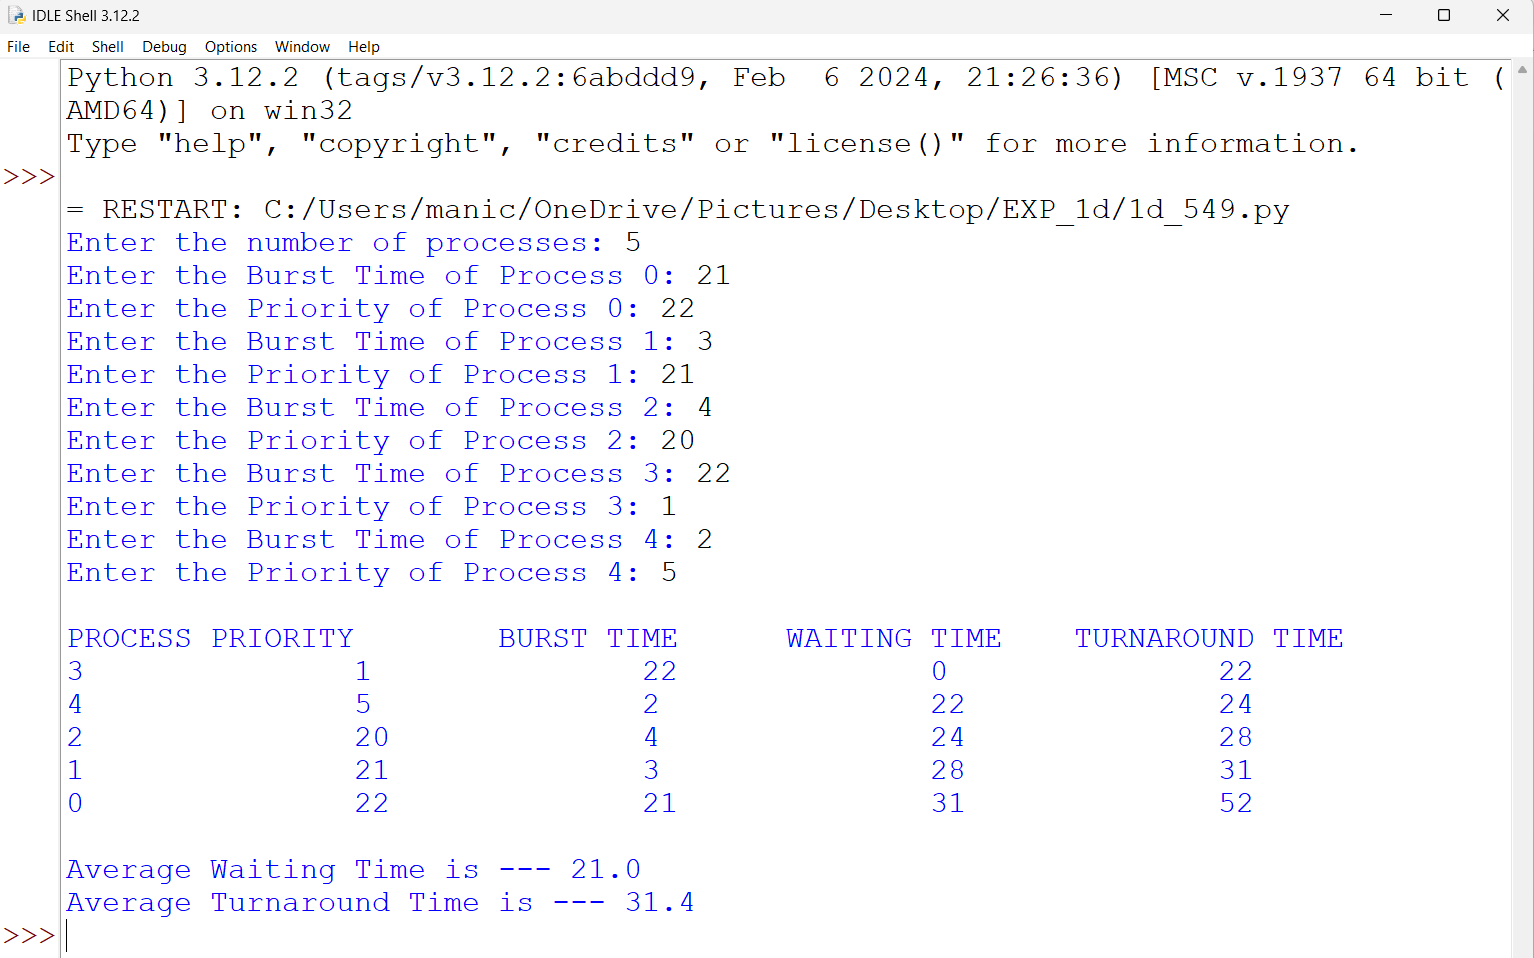 IDLE Shell 3.12.2
File Edit Shell Debug Options Window Help
Python 3.12.2 (tags/v3.12.2:6abddd9, Feb  6 2024, 21:26:36) [MSC v.1937 64 bit (
AMD64)] on win32
Type "help", "copyright", "credits" or "license()" for more information.
>>>
= RESTART: C:/Users/manic/OneDrive/Pictures/Desktop/EXP_1d/1d_549.py
Enter the number of processes: 5
Enter the Burst Time of Process 0: 21
Enter the Priority of Process 0: 22
Enter the Burst Time of Process 1: 3
Enter the Priority of Process 1: 21
Enter the Burst Time of Process 2: 4
Enter the Priority of Process 2: 20
Enter the Burst Time of Process 3: 22
Enter the Priority of Process 3: 1
Enter the Burst Time of Process 4: 2
Enter the Priority of Process 4: 5
PROCESS PRIORITY BURST TIME WAITING TIME TURNAROUND TIME
3 1 22 0 22
4 5 2 22 24
2 20 4 24 28
1 21 3 28 31
0 22 21 31 52
Average Waiting Time is --- 21.0
Average Turnaround Time is --- 31.4
>>>